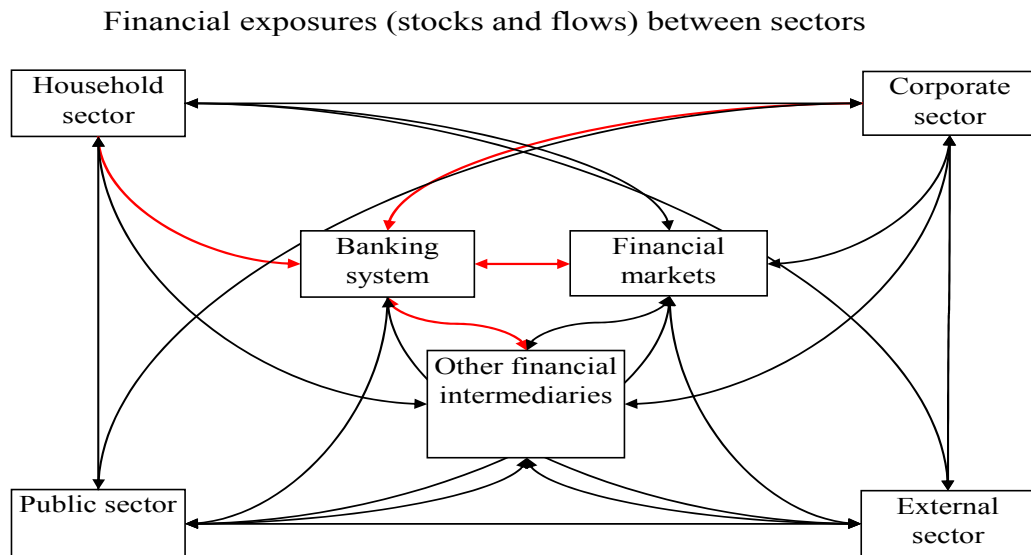 Financial exposures (stocks and flows) between sectors
Household
sector
Corporate
sector
Banking
system
Financial
markets
Other financial
intermediaries
Public sector
External
sector